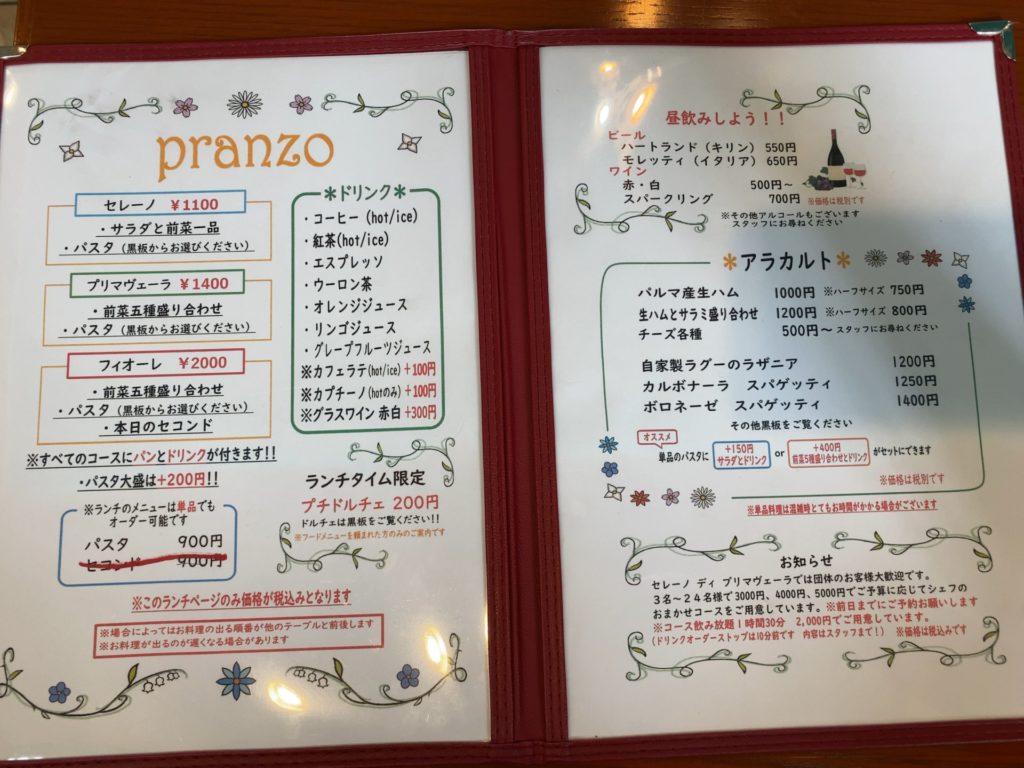 pranzo
セレーノ ¥1100
・サラダと前菜一品
・パスタ（黒板からお選びください）
プリマヴェーラ ¥1400
・前菜五種盛り合わせ
・パスタ（黒板からお選びください）
フィオーレ ¥2000
・前菜五種盛り合わせ
・パスタ（黒板からお選びください）
・本日のセコンド
※すべてのコースにパンとドリンクが付きます!!
・パスタ大盛は+200円!!
※ランチのメニューは単品でも
オーダー可能です
パスタ 900円
セコンド 900円
＊ドリンク＊
・コーヒー(hot/ice)
・紅茶(hot/ice)
・エスプレッソ
・ウーロン茶
・オレンジジュース
・リンゴジュース
・グレープフルーツジュース
※カフェラテ(hot/ice)+100円
※カプチーノ(hotのみ)+100円
※グラスワイン 赤白+300円
ランチタイム限定
プチドルチェ 200円
ドルチェは黒板をご覧ください!!
※フードメニューを頼まれた方のみのご案内です
※このランチページのみ価格が税込みとなります
※場合によってはお料理の出る順番が他のテーブルと前後します
※お料理が出るのが遅くなる場合があります
昼飲みしよう！！
ビール
ハートランド（キリン）550円
モレッティ（イタリア）650円
ワイン
赤・白 500円～
スパークリング 700円 ※価格は税別です
※その他アルコールもございます
スタッフにお尋ねください
＊アラカルト＊
パルマ産生ハム 1000円 ※ハーフサイズ 750円
生ハムとサラミ盛り合わせ 1200円 ※ハーフサイズ 800円
チーズ各種 500円～ スタッフにお尋ねください
自家製ラグーのラザニア 1200円
カルボナーラ スパゲッティ 1250円
ボロネーゼ スパゲッティ 1400円
その他黒板をご覧ください
オススメ
単品のパスタに +150円 サラダとドリンク or +400円 前菜5種盛り合わせとドリンク がセットにできます
※価格は税別です
※単品料理は混雑時とてもお時間がかかる場合がございます
お知らせ
セレーノ ディ プリマヴェーラでは団体のお客様大歓迎です。
３名～２４名様で3000円、4000円、5000円でご予算に応じてシェフの
おまかせコースをご用意しています。※前日までにご予約お願いします
※コース飲み放題１時間30分 2,000円でご用意しています。
(ドリンクオーダーストップは10分前です 内容はスタッフまで！) ※価格は税込みです